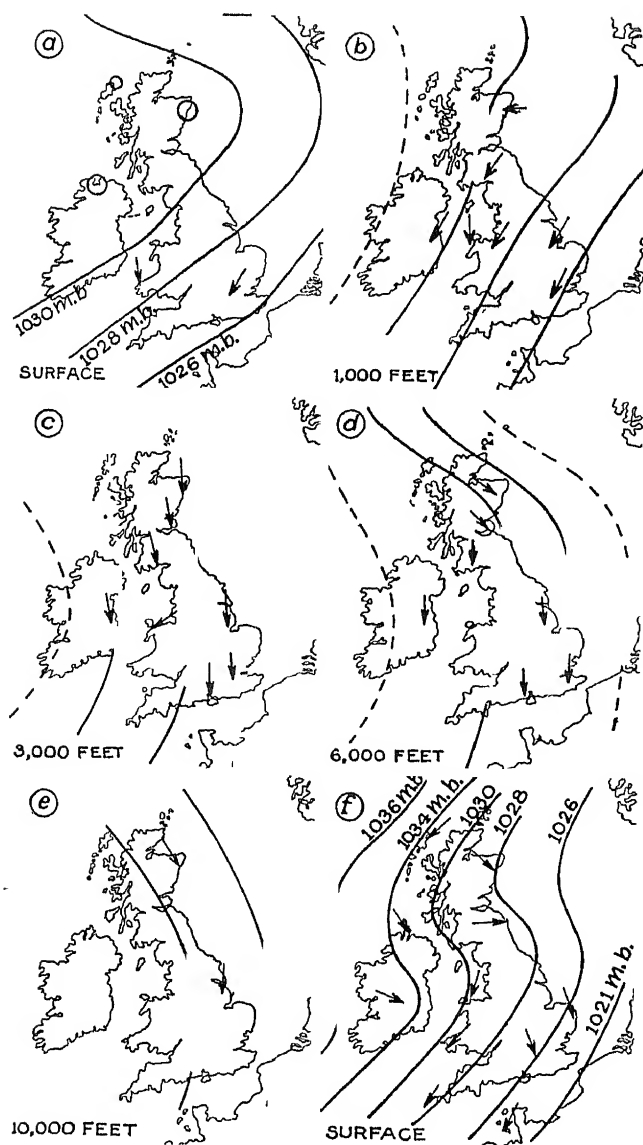 a
b
1030 m.b.
1028 m.b.
1026 m.b.
SURFACE
1,000 FEET
c
d
3,000 FEET
6,000 FEET
e
f
1036 m.b.
1034 m.b.
1030
1028
1026
1021 m.b.
10,000 FEET
SURFACE